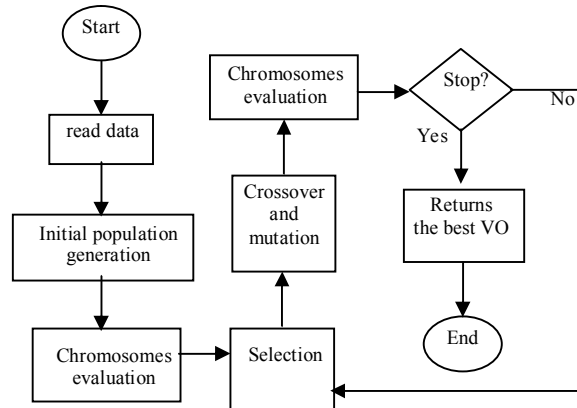 Start
read data
Initial population
generation
Chromosomes
evaluation
Selection
Crossover
and
mutation
Chromosomes
evaluation
Stop?
No
Yes
Returns
the best VO
End